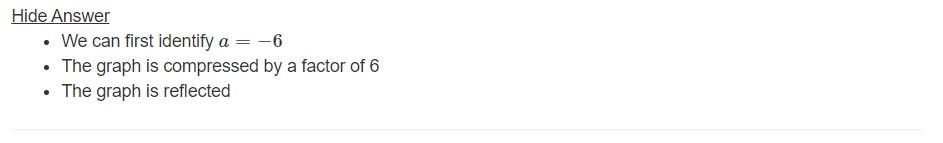 Hide Answer
• We can first identify a = −6
• The graph is compressed by a factor of 6
• The graph is reflected